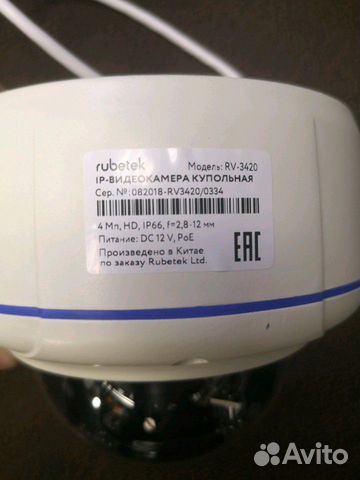 rubetek Модель: RV-3420
IP-ВИДЕОКАМЕРА КУПОЛЬНАЯ
Сер. №: 082018-RV3420/0334
4 Мп, HD, IP66, f=2,8-12 мм
Питание: DC 12 V, PoE
Произведено в Китае
по заказу Rubetek Ltd.
EAC
Avito